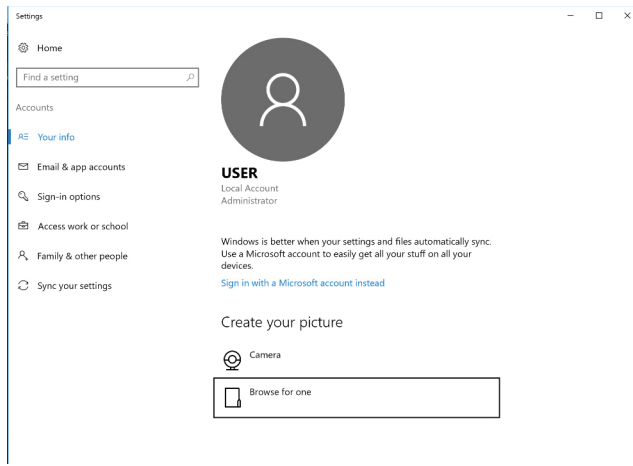 Settings
Home
Find a setting
Accounts
Your info
Email & app accounts
Sign-in options
Access work or school
Family & other people
Sync your settings
USER
Local Account
Administrator
Windows is better when your settings and files automatically sync.
Use a Microsoft account to easily get all your stuff on all your
devices.
Sign in with a Microsoft account instead
Create your picture
Camera
Browse for one